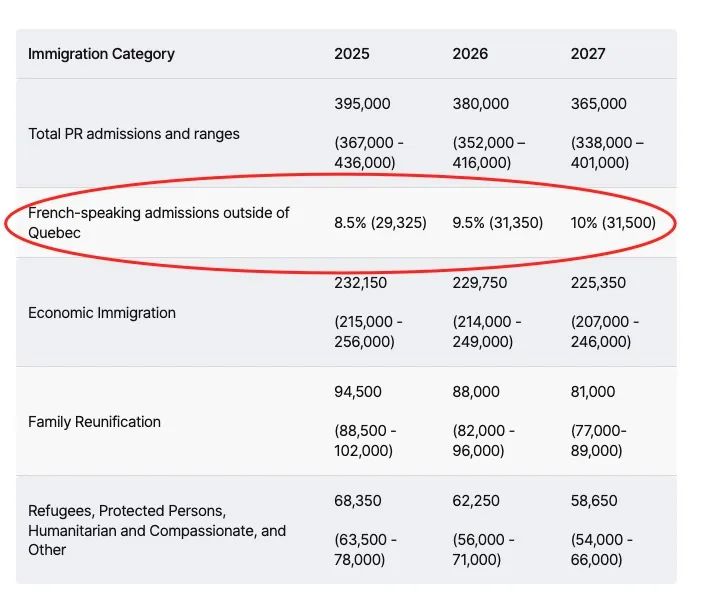 Immigration Category 2025 2026 2027
395,000 380,000 365,000
Total PR admissions and ranges
(367,000 - (352,000 – (338,000 –
436,000) 416,000) 401,000)
French-speaking admissions outside of
Quebec
8.5% (29,325) 9.5% (31,350) 10% (31,500)
232,150 229,750 225,350
Economic Immigration
(215,000 - (214,000 - (207,000 -
256,000) 249,000) 246,000)
94,500 88,000 81,000
Family Reunification
(88,500 - (82,000 - (77,000-
102,000) 96,000) 89,000)
68,350 62,250 58,650
Refugees, Protected Persons,
Humanitarian and Compassionate, and
Other
(63,500 - (56,000 - (54,000 -
78,000) 71,000) 66,000)